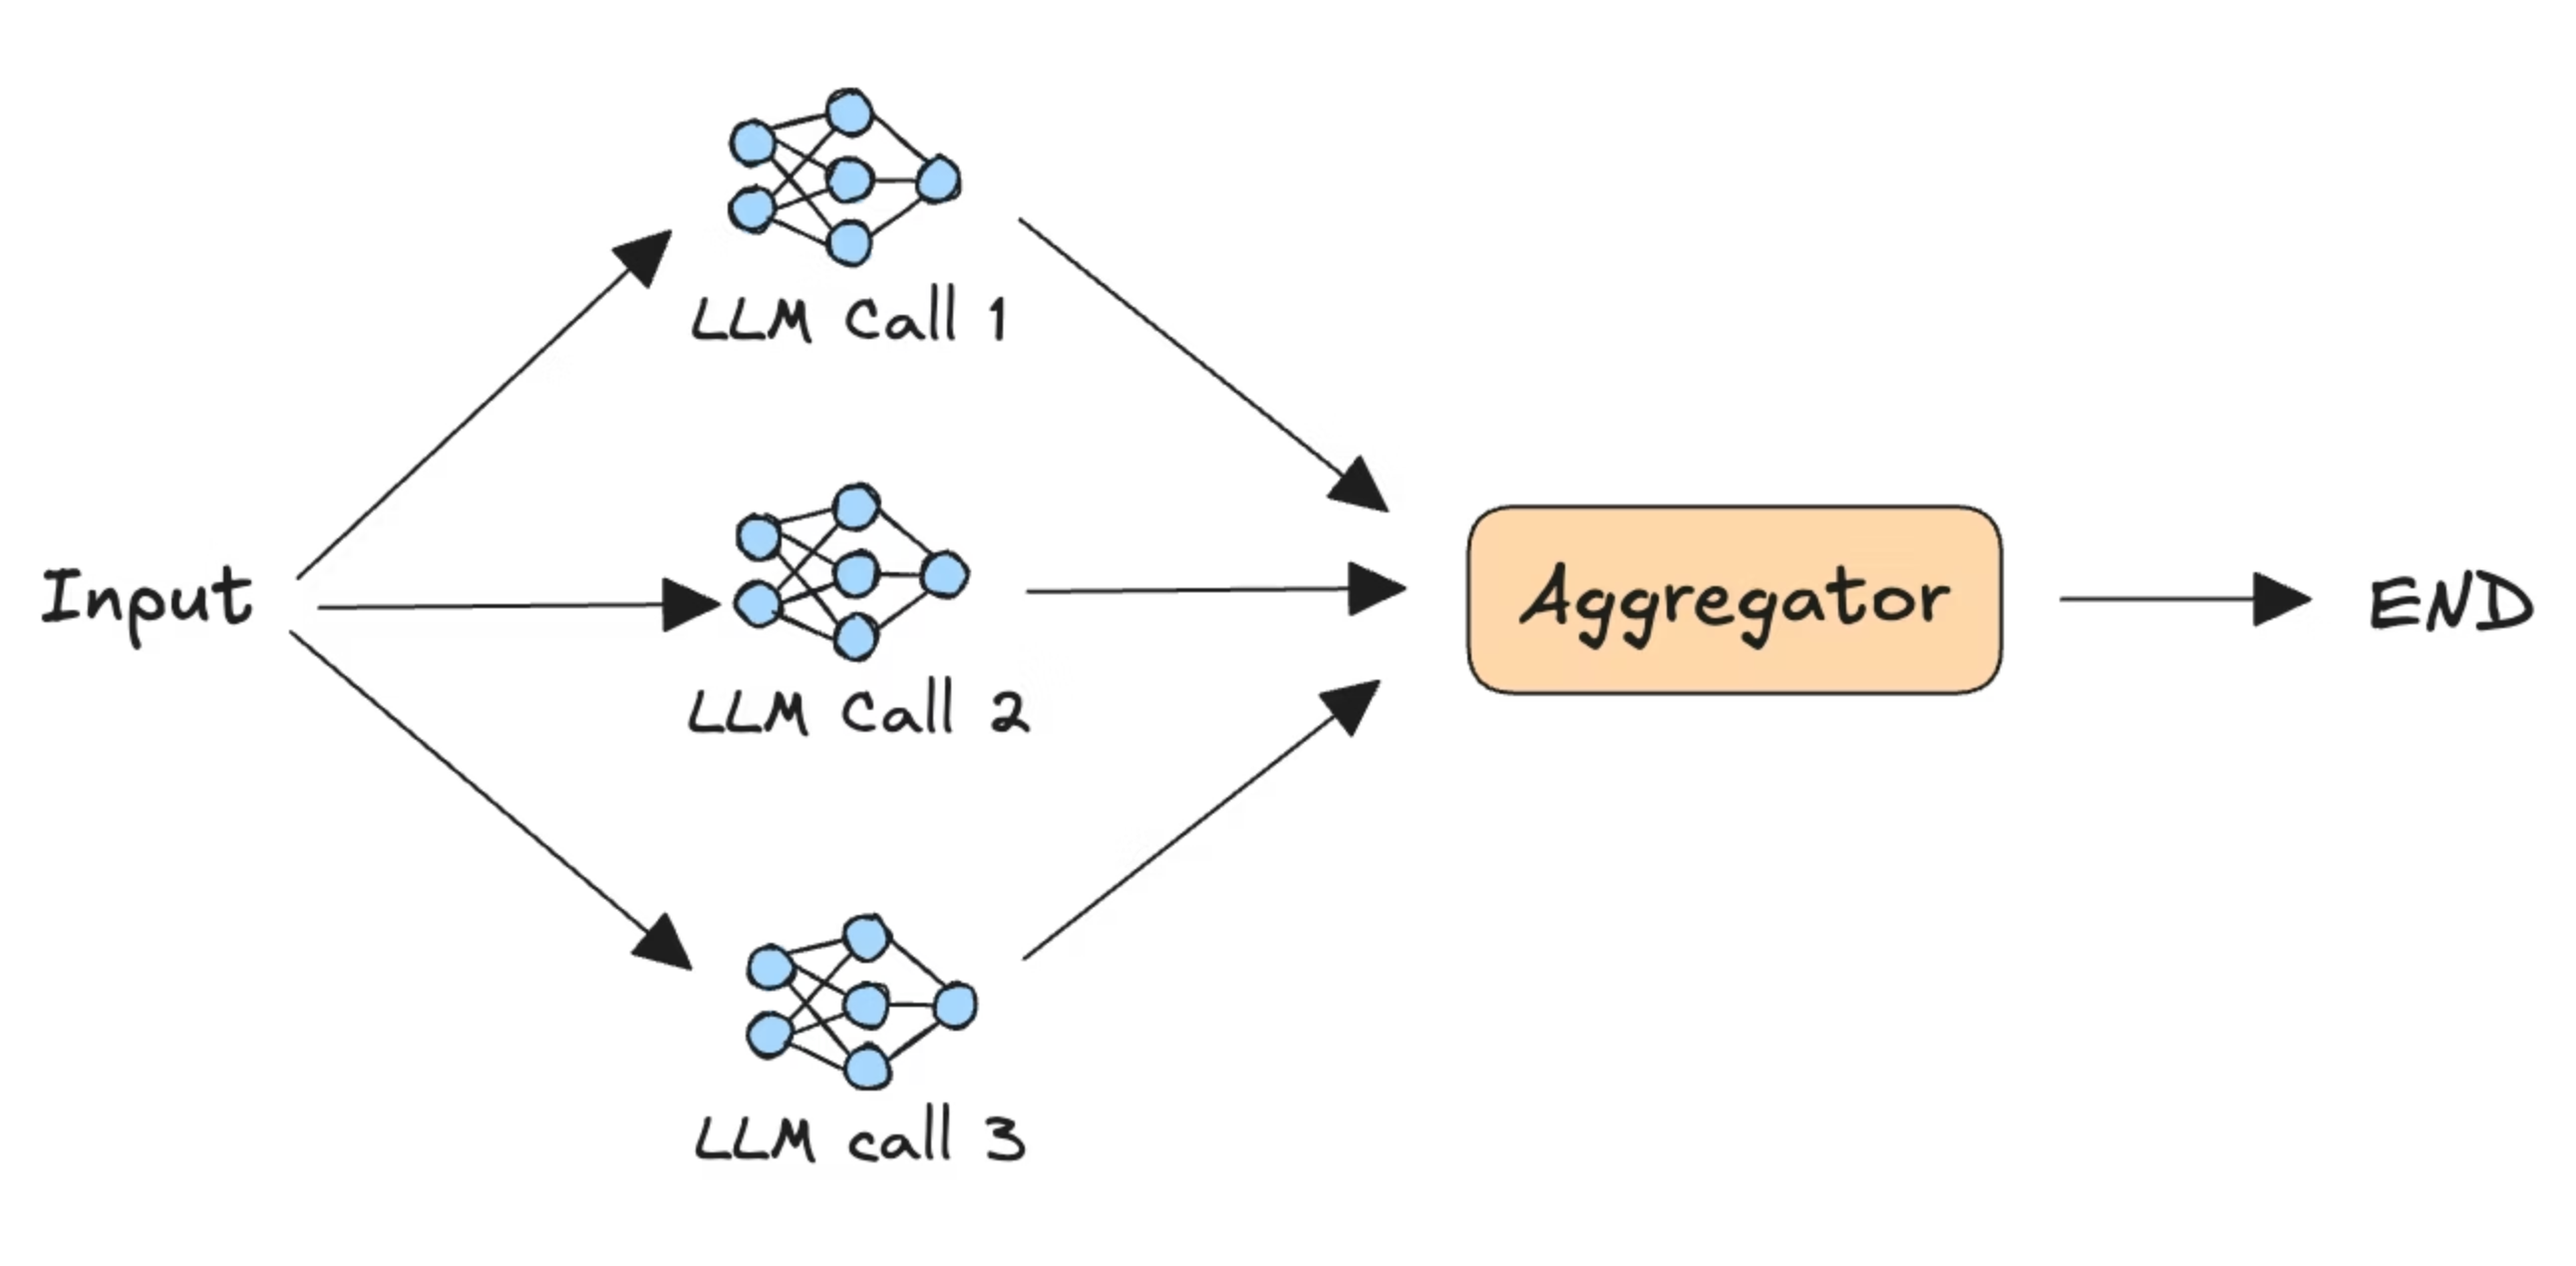 LLM Call 1
Input
LLM Call 2
Aggregator
END
LLM call 3